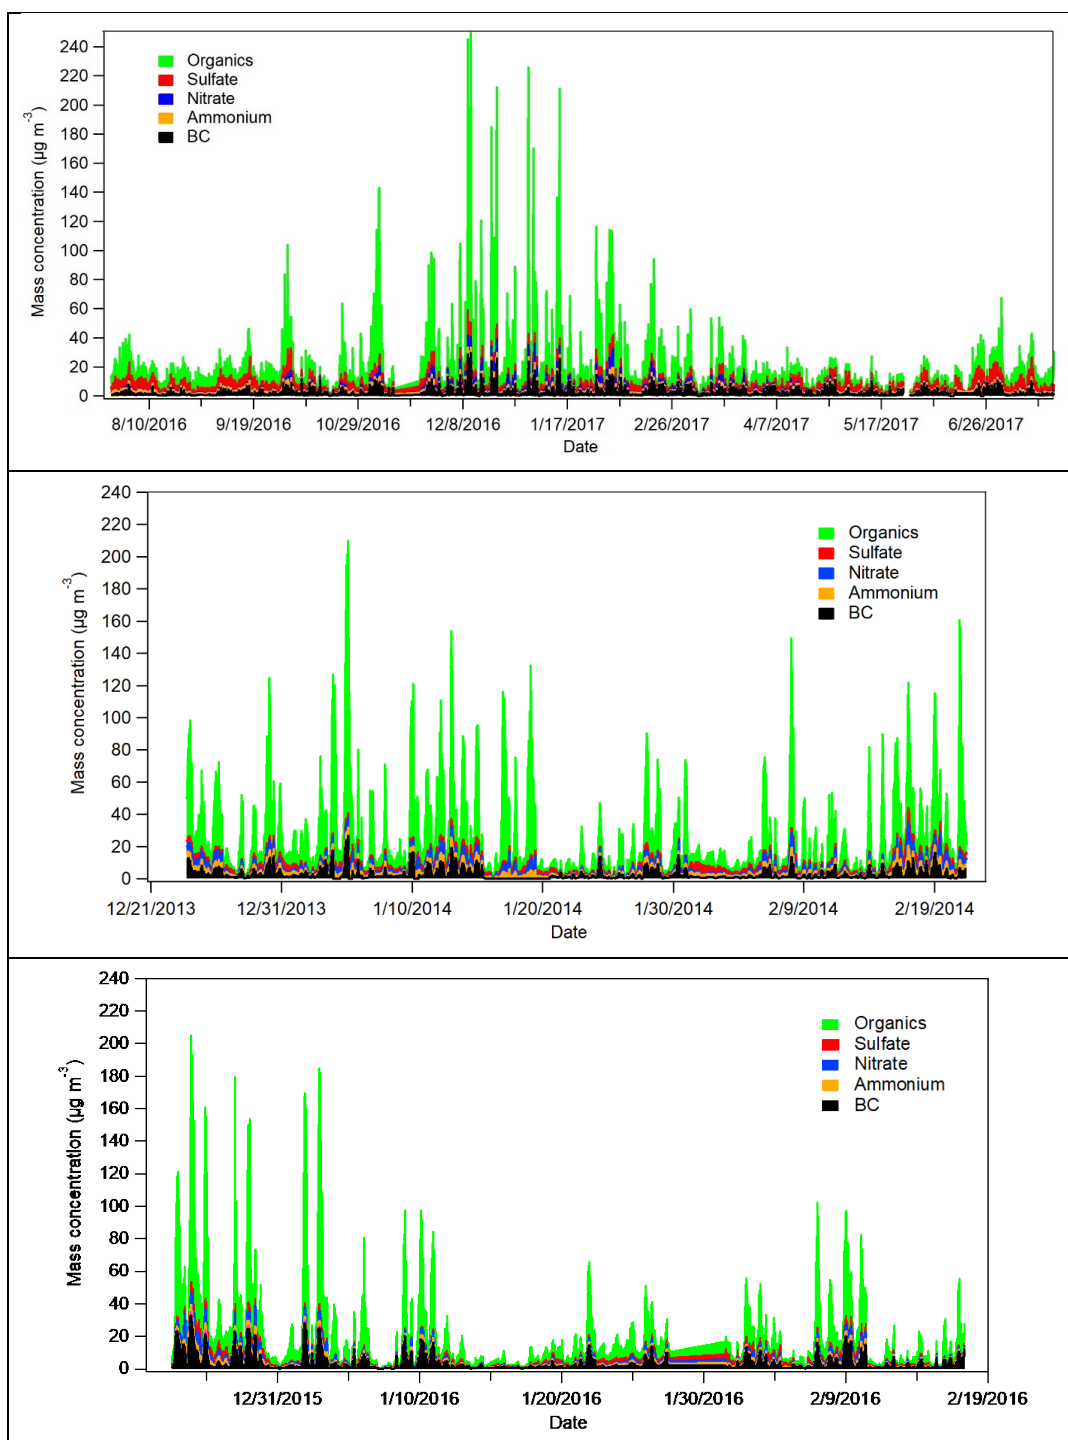 240
220
200
180
160
140
120
100
80
60
40
20
0
Mass concentration (µg m⁻³)
Organics
Sulfate
Nitrate
Ammonium
BC
8/10/2016 9/19/2016 10/29/2016 12/8/2016 1/17/2017 2/26/2017 4/7/2017 5/17/2017 6/26/2017
Date
240
220
200
180
160
140
120
100
80
60
40
20
0
Mass concentration (µg m⁻³)
Organics
Sulfate
Nitrate
Ammonium
BC
12/21/2013 12/31/2013 1/10/2014 1/20/2014 1/30/2014 2/9/2014 2/19/2014
Date
240
220
200
180
160
140
120
100
80
60
40
20
0
Mass concentration (µg m⁻³)
Organics
Sulfate
Nitrate
Ammonium
BC
12/31/2015 1/10/2016 1/20/2016 1/30/2016 2/9/2016 2/19/2016
Date